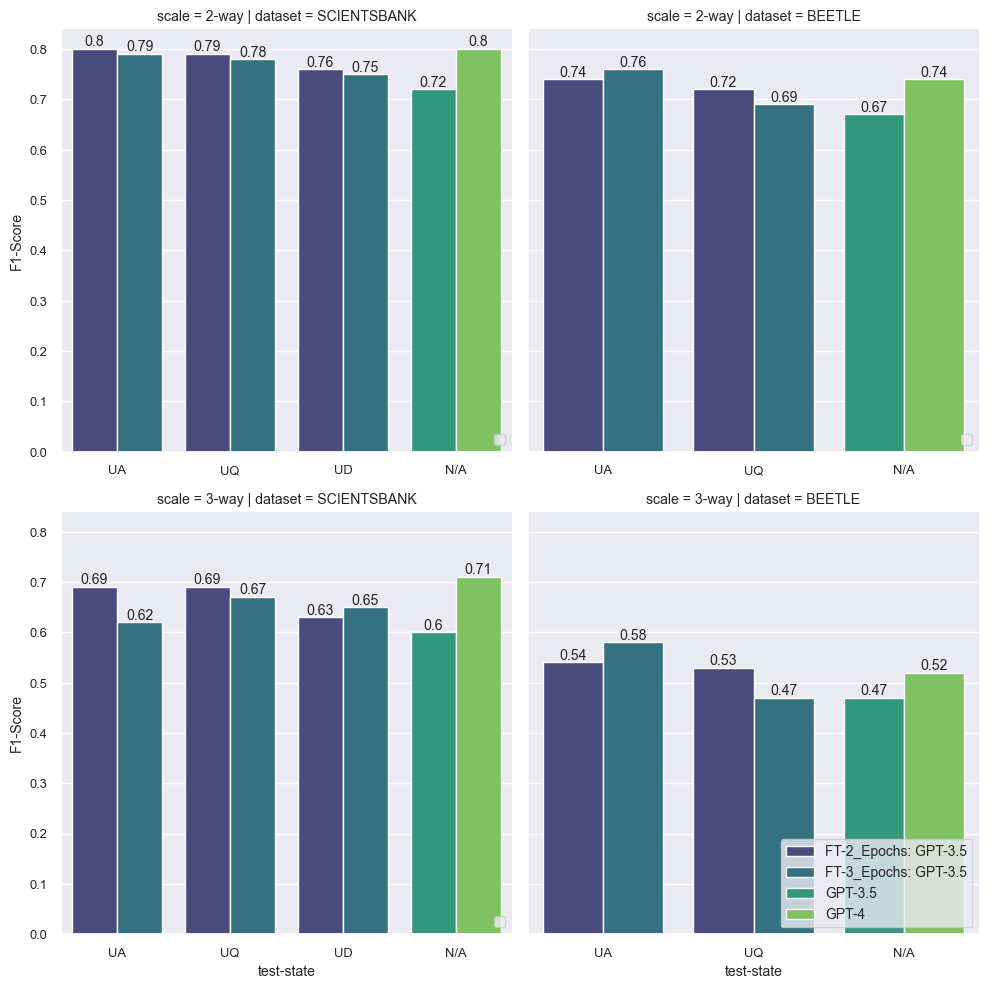 scale = 2-way | dataset = SCIENTSBANK
scale = 2-way | dataset = BEETLE
F1-Score
0.8
0.7
0.6
0.5
0.4
0.3
0.2
0.1
0.0
0.8 0.79 0.79 0.78 0.76 0.75 0.72 0.8
UA UQ UD N/A
0.74 0.76 0.72 0.69 0.67 0.74
UA UQ N/A
scale = 3-way | dataset = SCIENTSBANK
scale = 3-way | dataset = BEETLE
F1-Score
0.8
0.7
0.6
0.5
0.4
0.3
0.2
0.1
0.0
0.69 0.62 0.69 0.67 0.63 0.65 0.6 0.71
UA UQ UD N/A
test-state
0.54 0.58 0.53 0.47 0.47 0.52
FT-2_Epochs: GPT-3.5
FT-3_Epochs: GPT-3.5
GPT-3.5
GPT-4
UA UQ N/A
test-state